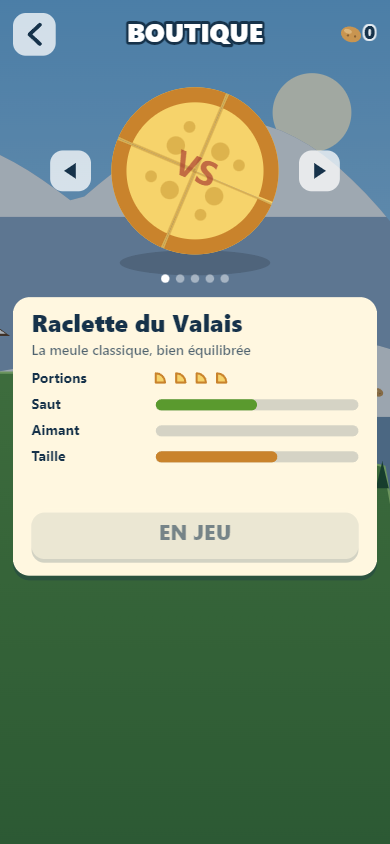 BOUTIQUE
0
VS
Raclette du Valais
La meule classique, bien équilibrée
Portions
Saut
Aimant
Taille
EN JEU